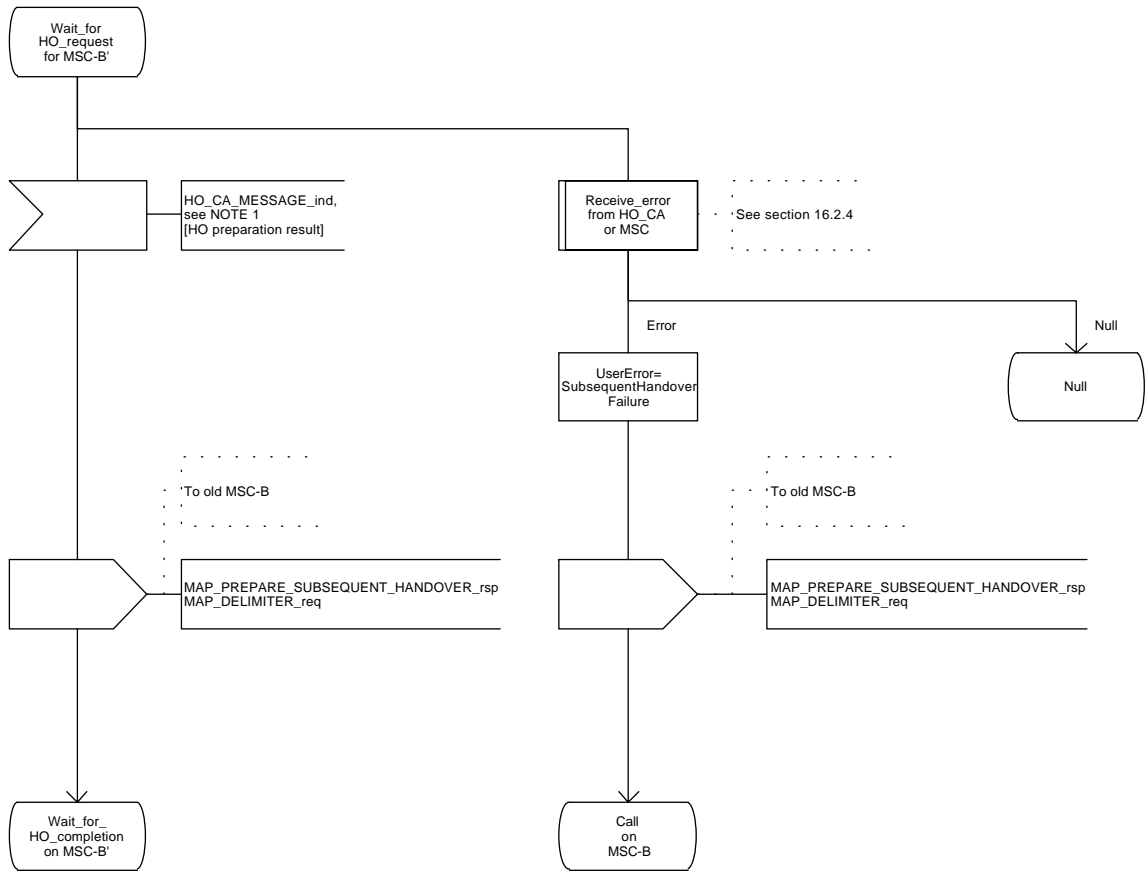 Wait_for
HO_request
for MSC-B'
HO_CA_MESSAGE_ind,
see NOTE 1
[HO preparation result]
Receive_error
from HO_CA
or MSC
See section 16.2.4
Error
Null
UserError=
SubsequentHandover
Failure
Null
To old MSC-B
To old MSC-B
MAP_PREPARE_SUBSEQUENT_HANDOVER_rsp
MAP_DELIMITER_req
MAP_PREPARE_SUBSEQUENT_HANDOVER_rsp
MAP_DELIMITER_req
Wait_for_
HO_completion
on MSC-B'
Call
on
MSC-B